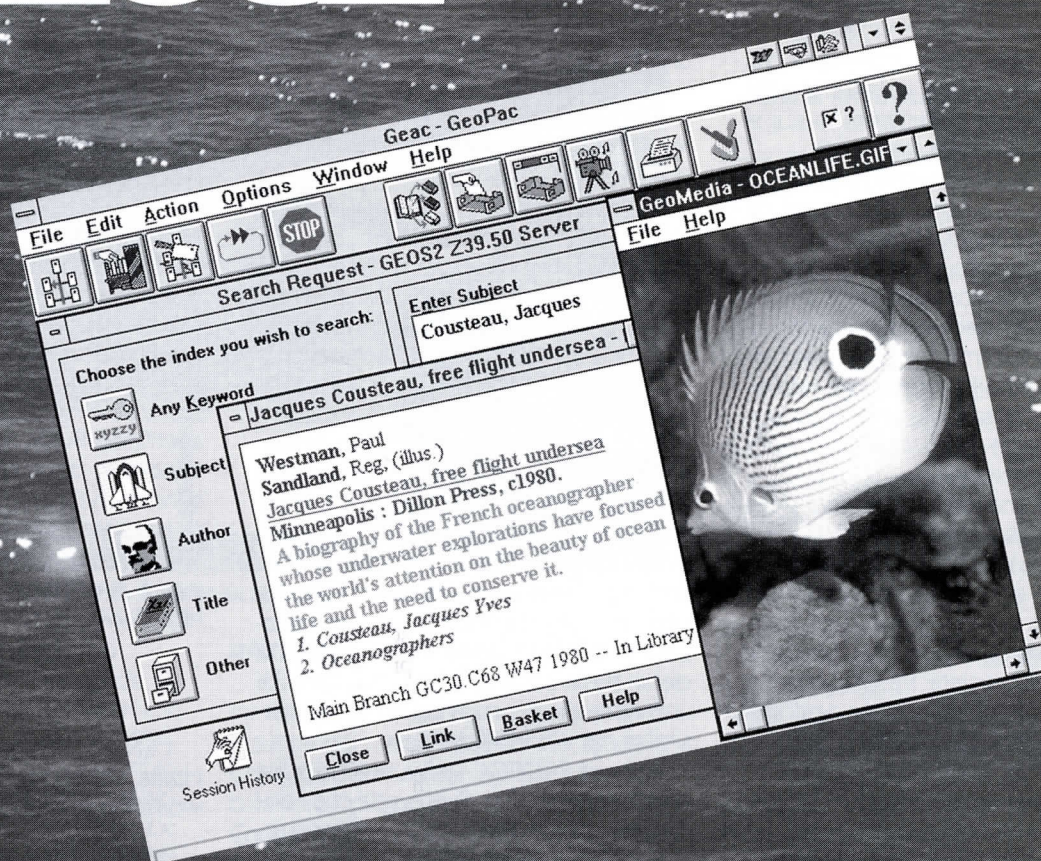 Geac - GeoPac
File Edit Action Options Window Help
STOP
?
?
Search Request - GEOS2 Z39.50 Server
Choose the index you wish to search:
xyzzy
Any Keyword
Subject
Author
Title
Other
Session History
Enter Subject
Cousteau, Jacques
Jacques Cousteau, free flight undersea -
Westman, Paul
Sandland, Reg, (illus.)
Jacques Cousteau, free flight undersea
Minneapolis : Dillon Press, c1980.
A biography of the French oceanographer
whose underwater explorations have focused
the world's attention on the beauty of ocean
life and the need to conserve it.
1. Cousteau, Jacques Yves
2. Oceanographers
Main Branch GC30.C68 W47 1980 -- In Library
Close Link Basket Help
GeoMedia - OCEANLIFE.GIF
File Help